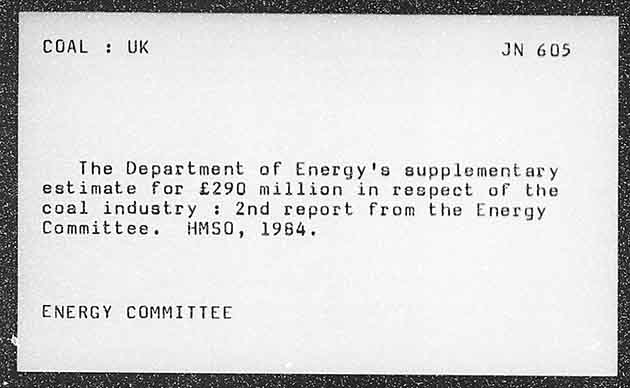 COAL : UK JN 605
The Department of Energy's supplementary
estimate for £290 million in respect of the
coal industry : 2nd report from the Energy
Committee. HMSO, 1984.
ENERGY COMMITTEE